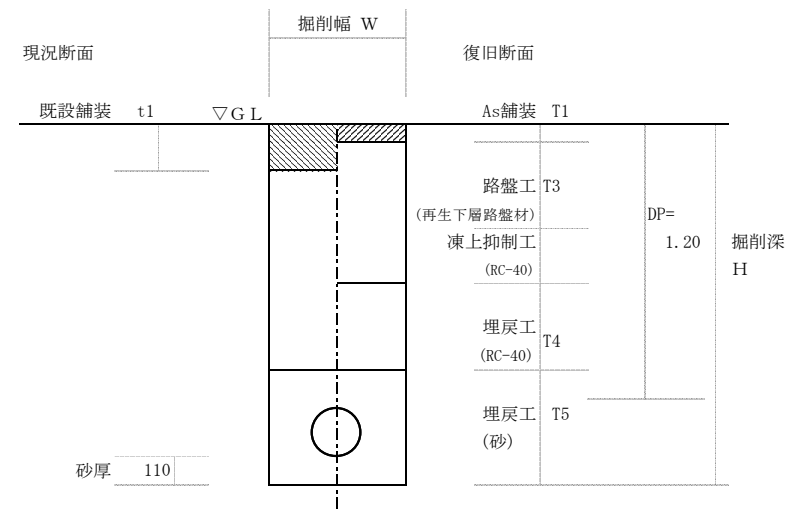 掘削幅 W
現況断面
復旧断面
既設舗装 t1
▽GL
As舗装 T1
路盤工 T3
(再生下層路盤材)
凍上抑制工
(RC-40)
DP=
1.20
掘削深
H
埋戻工
(RC-40)
T4
埋戻工 T5
(砂)
砂厚 110